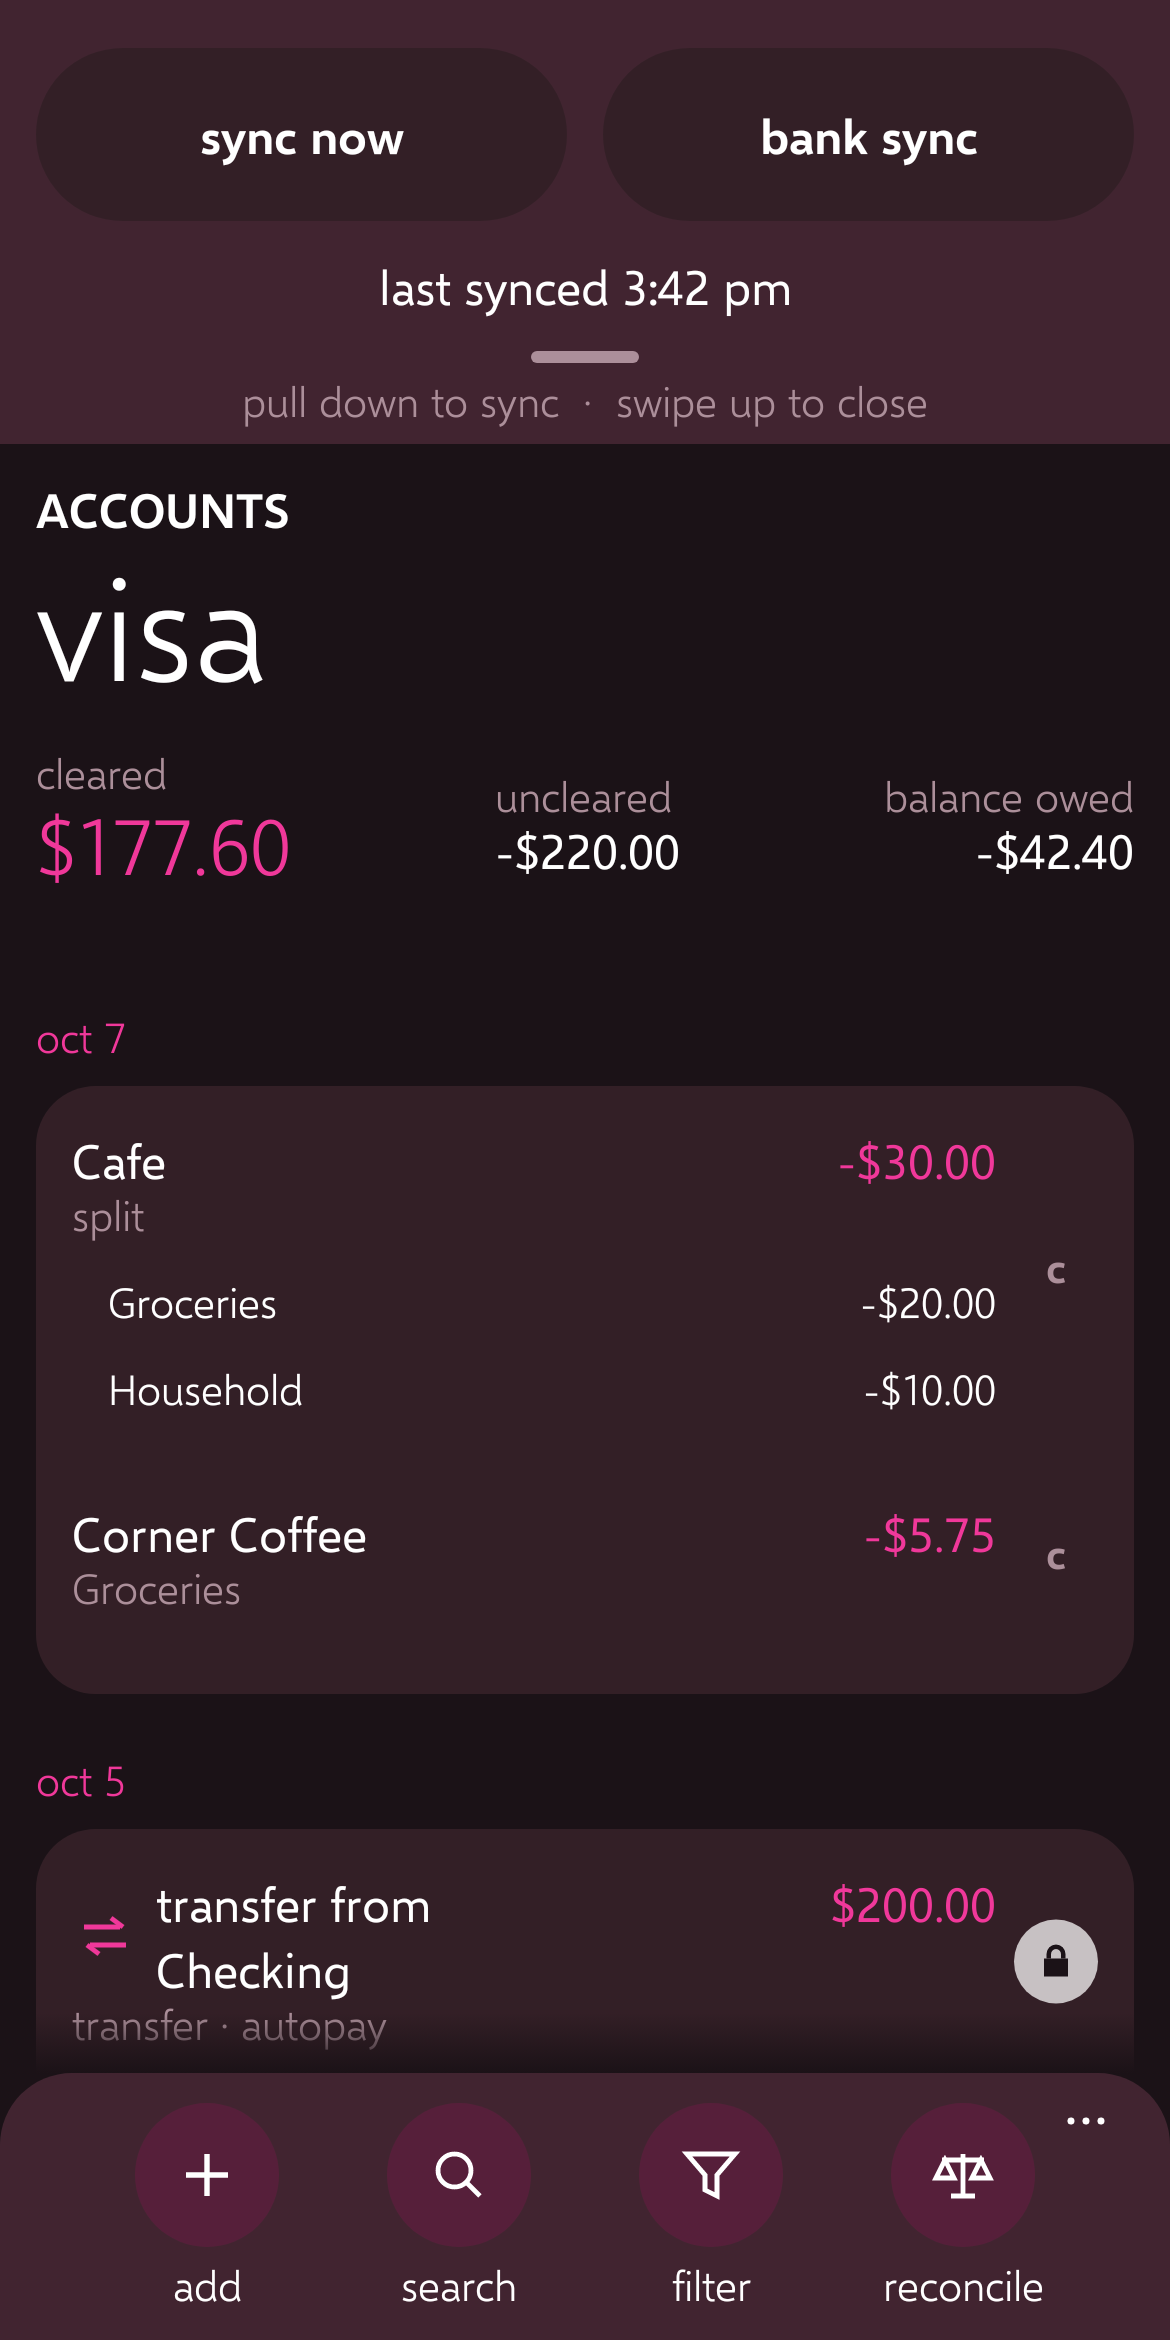 sync now
bank sync
last synced 3:42 pm
pull down to sync · swipe up to close
ACCOUNTS
visa
cleared
$177.60
uncleared
-$220.00
balance owed
-$42.40
oct 7
Cafe
-$30.00
split
c
Groceries
-$20.00
Household
-$10.00
Corner Coffee
-$5.75
c
Groceries
oct 5
transfer from
$200.00
Checking
transfer · autopay
...
add
search
filter
reconcile